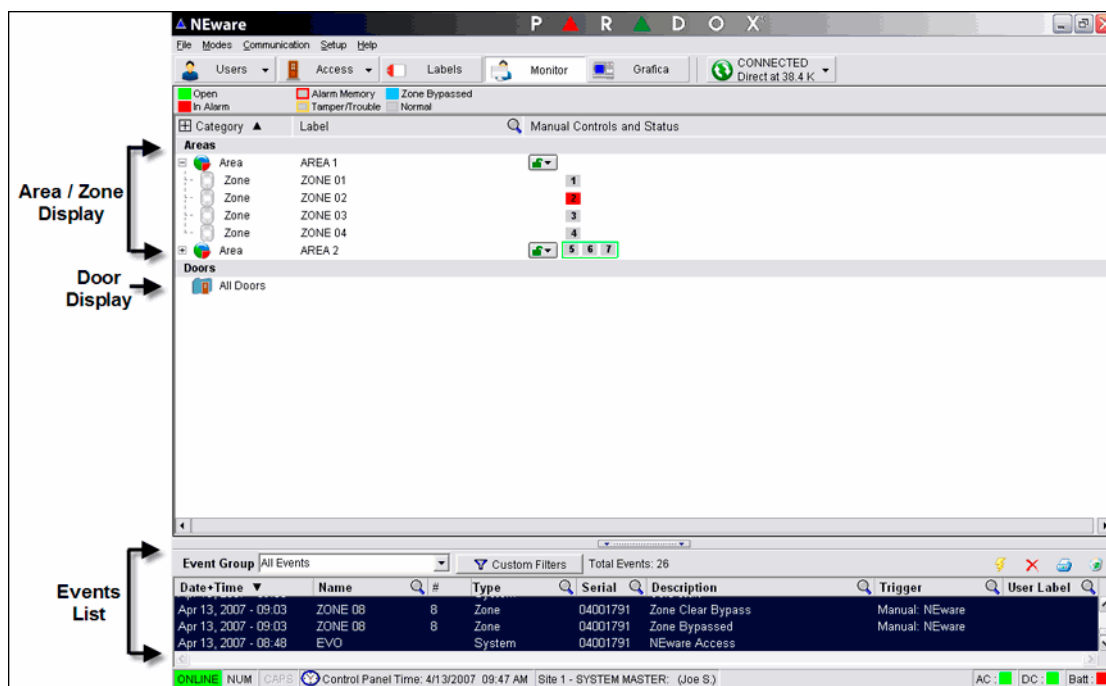 NEware
P A R A D O X
File Modes Communication Setup Help
Users Access Labels Monitor Grafica CONNECTED
Direct at 38.4 K
Open Alarm Memory Zone Bypassed
In Alarm Tamper/Trouble Normal
Category Label Manual Controls and Status
Areas
Area AREA 1
Zone ZONE 01 1
Zone ZONE 02 2
Zone ZONE 03 3
Zone ZONE 04 4
Area AREA 2 5 6 7
Doors
All Doors
Area / Zone
Display
Door
Display
Event Group All Events Custom Filters Total Events: 26
Date+Time Name # Type Serial Description Trigger User Label
Apr 13, 2007 - 09:03 ZONE 08 8 Zone 04001791 Zone Clear Bypass Manual: NEware
Apr 13, 2007 - 09:03 ZONE 08 8 Zone 04001791 Zone Bypassed Manual: NEware
Apr 13, 2007 - 08:48 EVO System 04001791 NEware Access
Events
List
ONLINE NUM CAPS Control Panel Time: 4/13/2007 09:47 AM Site 1 - SYSTEM MASTER: (Joe S.) AC: DC: Batt: